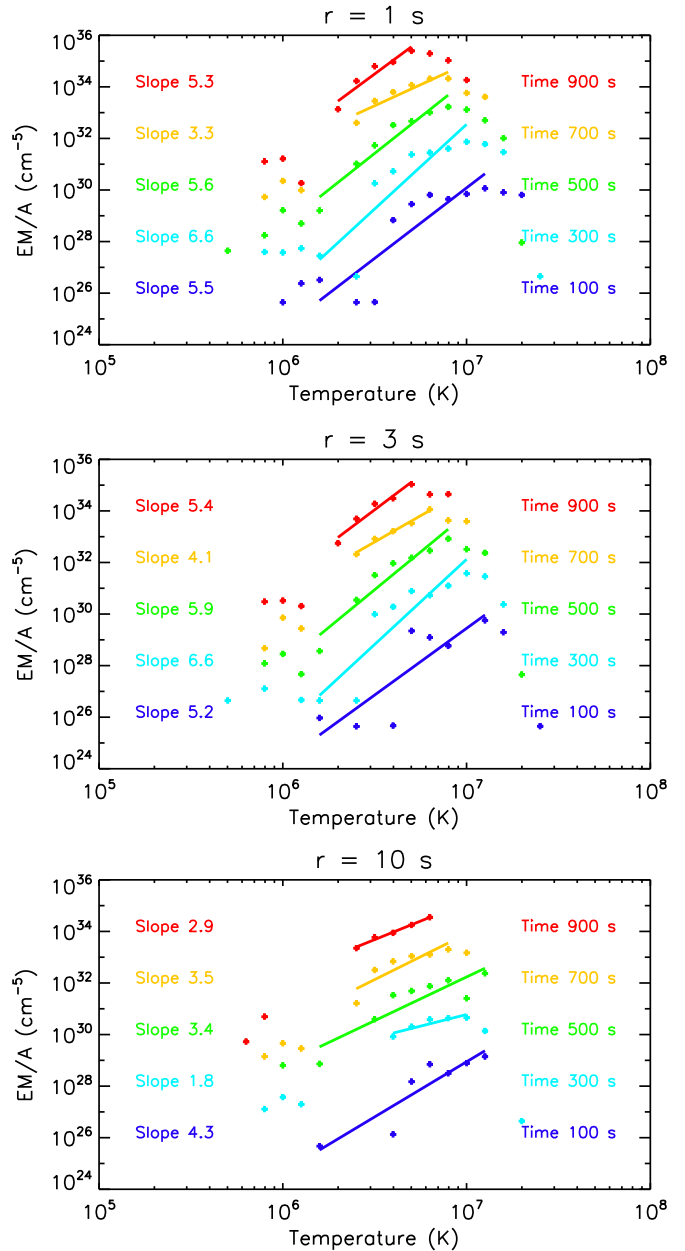 r = 1 s
10^36
10^34
10^32
10^30
10^28
10^26
10^24
EM/A (cm^-5)
Slope 5.3 Time 900 s
Slope 3.3 Time 700 s
Slope 5.6 Time 500 s
Slope 6.6 Time 300 s
Slope 5.5 Time 100 s
10^5 10^6 10^7 10^8
Temperature (K)
r = 3 s
10^36
10^34
10^32
10^30
10^28
10^26
10^24
EM/A (cm^-5)
Slope 5.4 Time 900 s
Slope 4.1 Time 700 s
Slope 5.9 Time 500 s
Slope 6.6 Time 300 s
Slope 5.2 Time 100 s
10^5 10^6 10^7 10^8
Temperature (K)
r = 10 s
10^36
10^34
10^32
10^30
10^28
10^26
10^24
EM/A (cm^-5)
Slope 2.9 Time 900 s
Slope 3.5 Time 700 s
Slope 3.4 Time 500 s
Slope 1.8 Time 300 s
Slope 4.3 Time 100 s
10^5 10^6 10^7 10^8
Temperature (K)